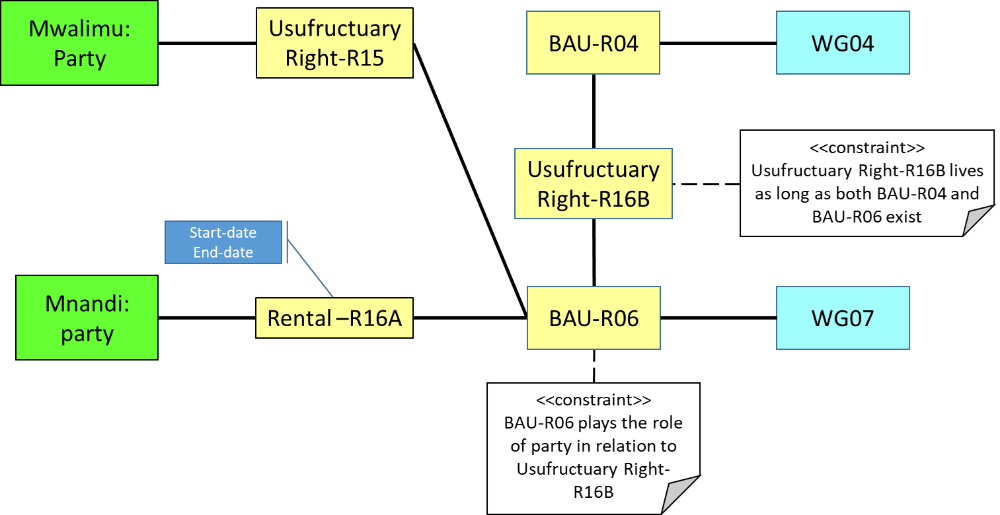 Mwalimu:
Party
Usufructuary
Right-R15
BAU-R04
WG04
Usufructuary
Right-R16B
<<constraint>>
Usufructuary Right-R16B lives
as long as both BAU-R04 and
BAU-R06 exist
Start-date
End-date
Mnandi:
party
Rental –R16A
BAU-R06
WG07
<<constraint>>
BAU-R06 plays the role
of party in relation to
Usufructuary Right-
R16B